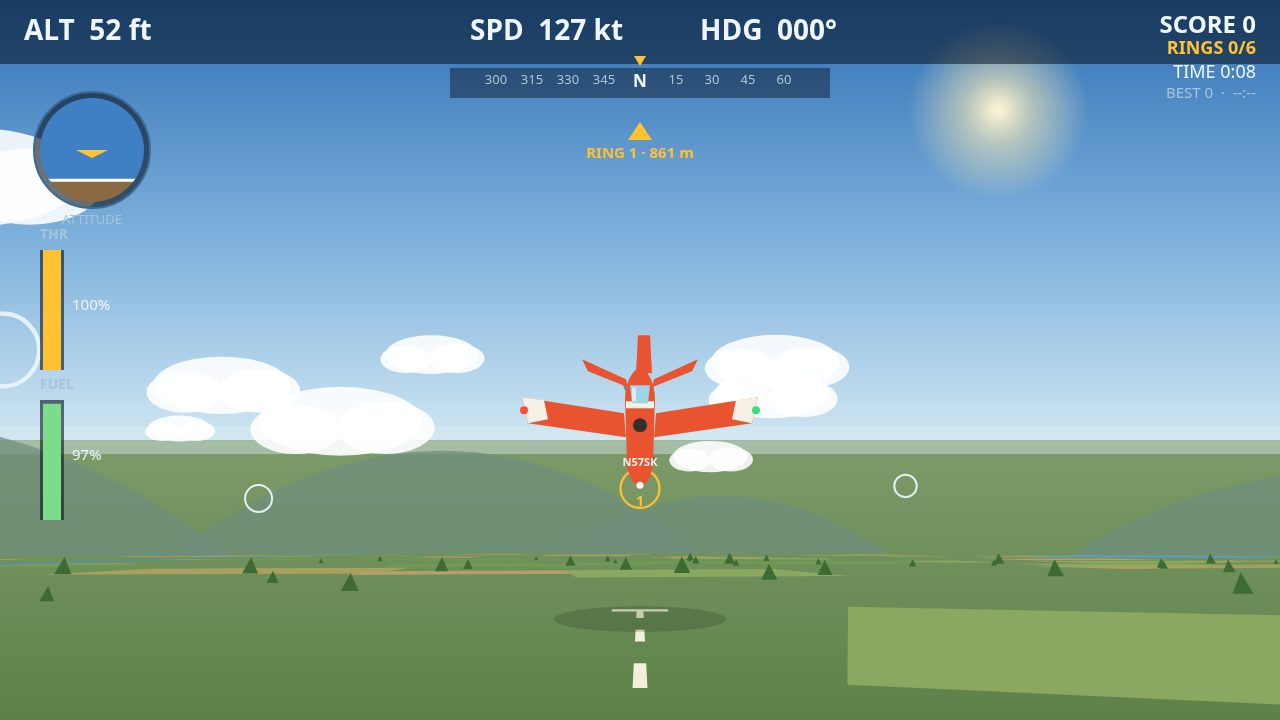 ALT 52 ft
SPD 127 kt
HDG 000°
SCORE 0
RINGS 0/6
TIME 0:08
BEST 0 · --:--
300 315 330 345 N 15 30 45 60
RING 1 · 861 m
ATTITUDE
THR
100%
FUEL
97%
N57SK
1